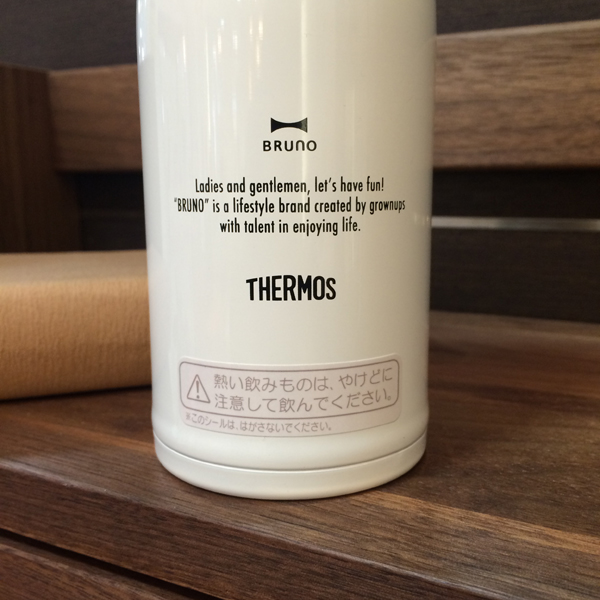 BRUNO
Ladies and gentlemen, let's have fun!
"BRUNO" is a lifestyle brand created by grownups
with talent in enjoying life.
THERMOS
熱い飲みものは、やけどに
注意して飲んでください。
※このシールは、はがさないでください。